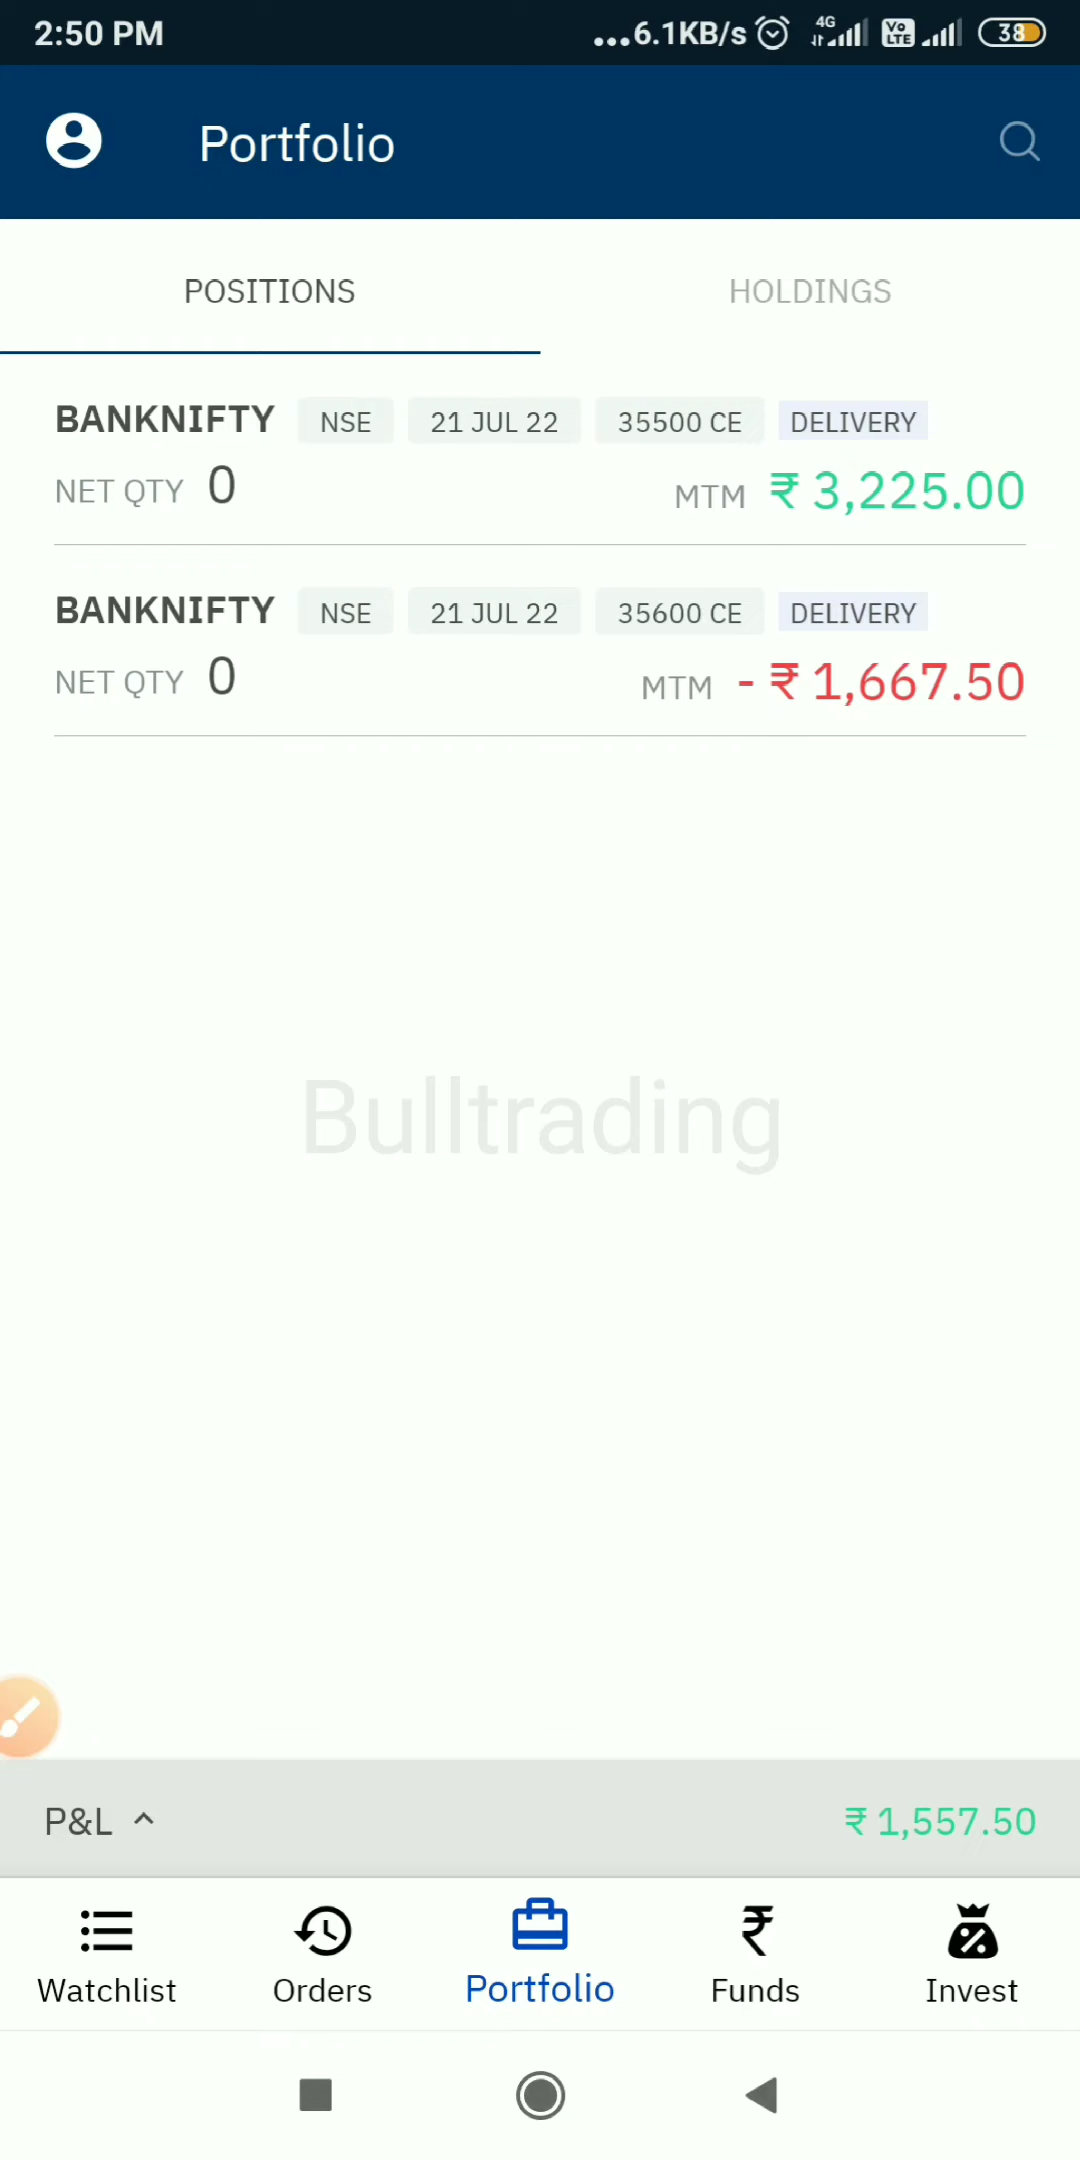 2:50 PM ...6.1KB/s 4G Vo LTE 38
Portfolio
POSITIONS HOLDINGS
BANKNIFTY NSE 21 JUL 22 35500 CE DELIVERY
NET QTY 0 MTM ₹ 3,225.00
BANKNIFTY NSE 21 JUL 22 35600 CE DELIVERY
NET QTY 0 MTM - ₹ 1,667.50
Bulltrading
P&L ₹ 1,557.50
Watchlist Orders Portfolio Funds Invest